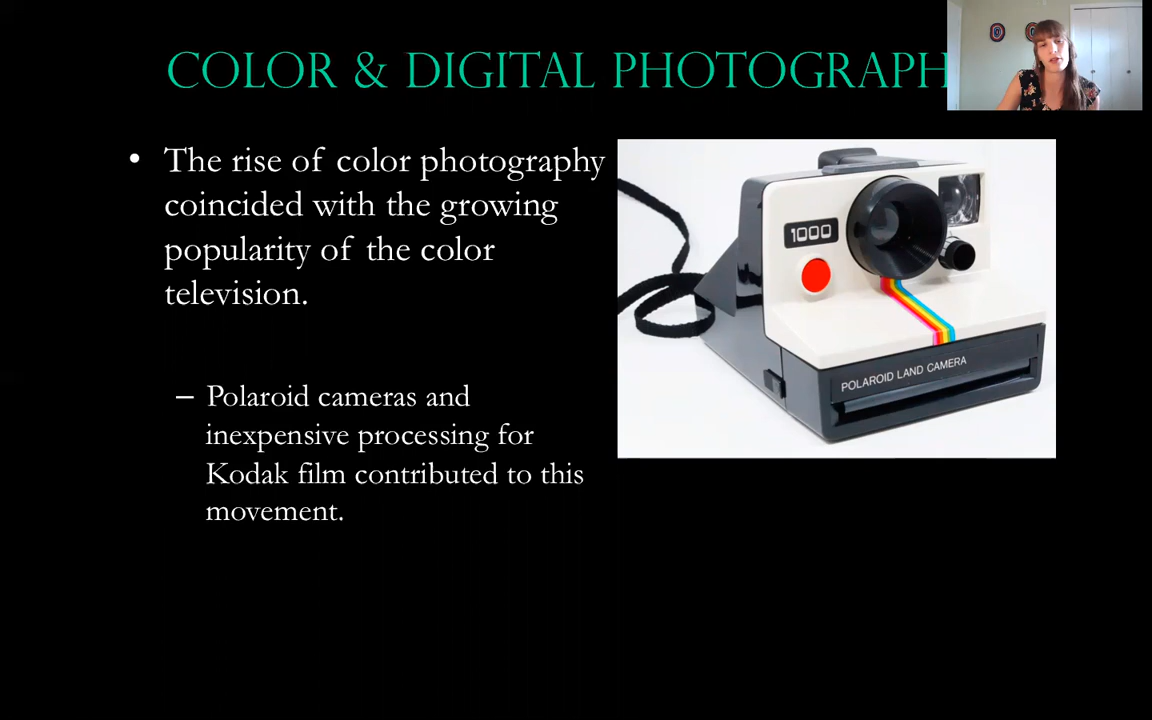 COLOR & DIGITAL PHOTOGRAPH
The rise of color photography
coincided with the growing
popularity of the color
television.
– Polaroid cameras and
inexpensive processing for
Kodak film contributed to this
movement.
1000
POLAROID LAND CAMERA